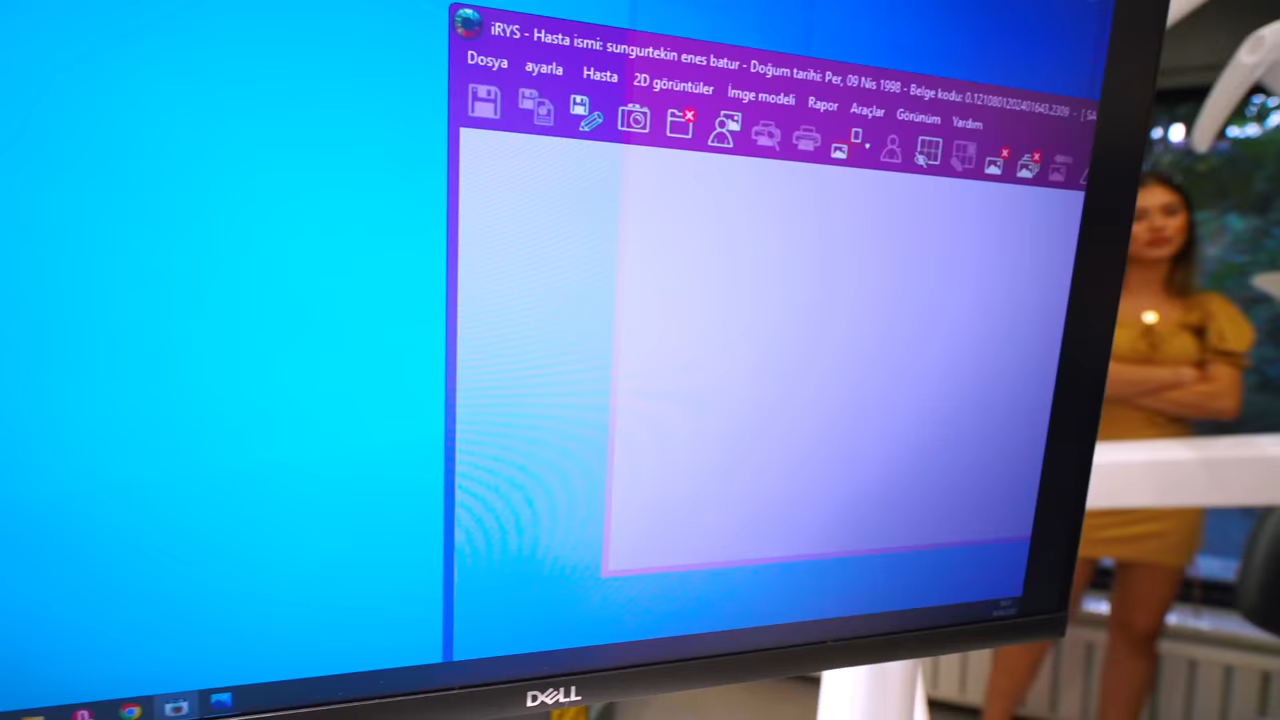 iRYS - Hasta ismi: sungurtekin enes batur - Doğum tarihi: Per, 09 Nis 1998 - Belge kodu: 0.1210801202401643.2309 - [ SA
Dosya ayarla Hasta 2D görüntüler İmge modeli Rapor Araçlar Görünüm Yardım
DELL